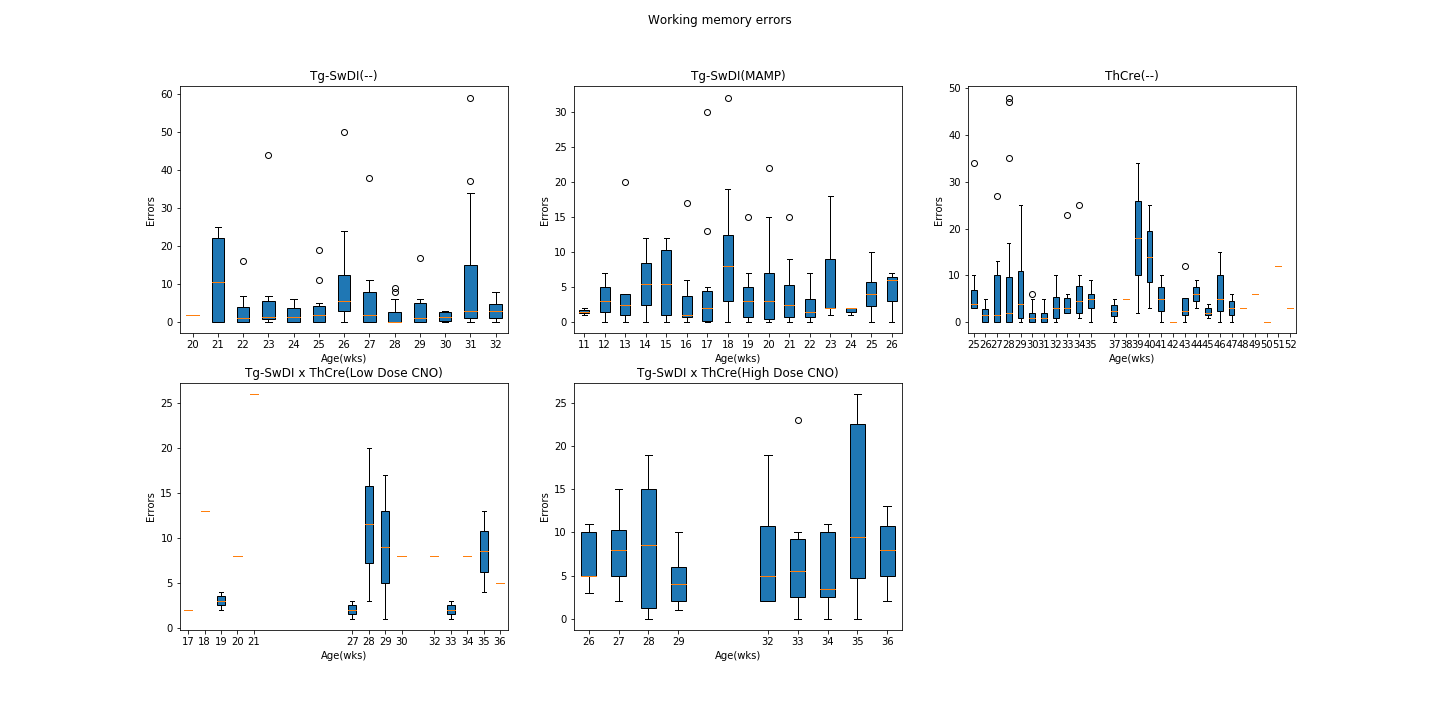 Working memory errors
Tg-SwDI(--)
Errors
60
50
40
30
20
10
0
20 21 22 23 24 25 26 27 28 29 30 31 32
Age(wks)
Tg-SwDI(MAMP)
Errors
30
25
20
15
10
5
0
11 12 13 14 15 16 17 18 19 20 21 22 23 24 25 26
Age(wks)
ThCre(--)
Errors
50
40
30
20
10
0
25 26 27 28 29 30 31 32 33 34 35 37 38 39 40 41 42 43 44 45 46 47 48 49 50 51 52
Age(wks)
Tg-SwDI x ThCre(Low Dose CNO)
Errors
25
20
15
10
5
0
17 18 19 20 21 27 28 29 30 32 33 34 35 36
Age(wks)
Tg-SwDI x ThCre(High Dose CNO)
Errors
25
20
15
10
5
0
26 27 28 29 32 33 34 35 36
Age(wks)